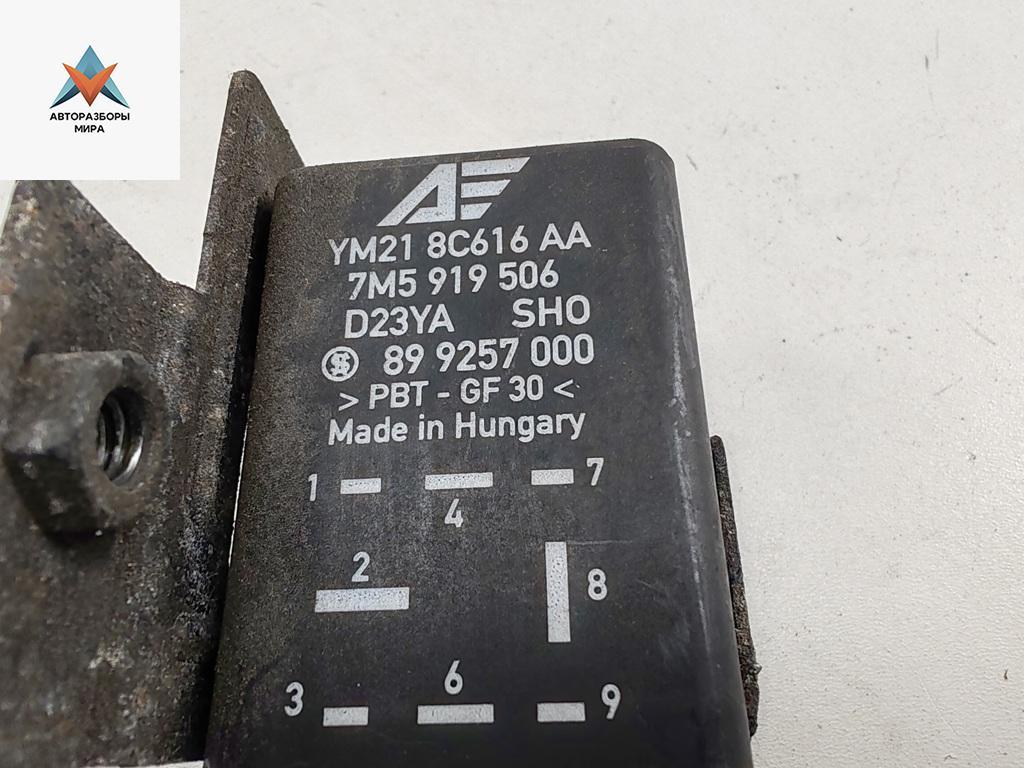 АВТОРАЗБОРЫ
МИРА
AE
YM21 8C616 AA
7M5 919 506
D23YA SHO
89 9257 000
> PBT - GF 30 <
Made in Hungary
1 7
4
2
8
6
3 9